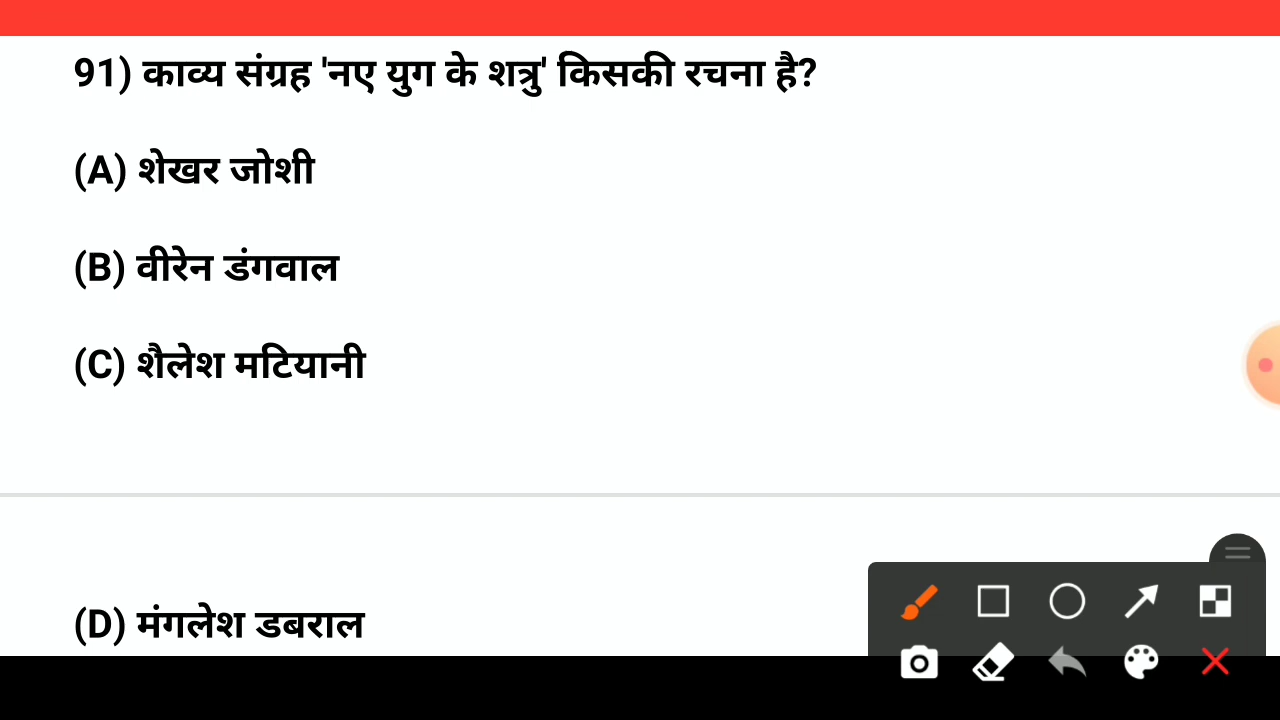 91) काव्य संग्रह 'नए युग के शत्रु' किसकी रचना है?
(A) शेखर जोशी
(B) वीरेन डंगवाल
(C) शैलेश मटियानी
(D) मंगलेश डबराल